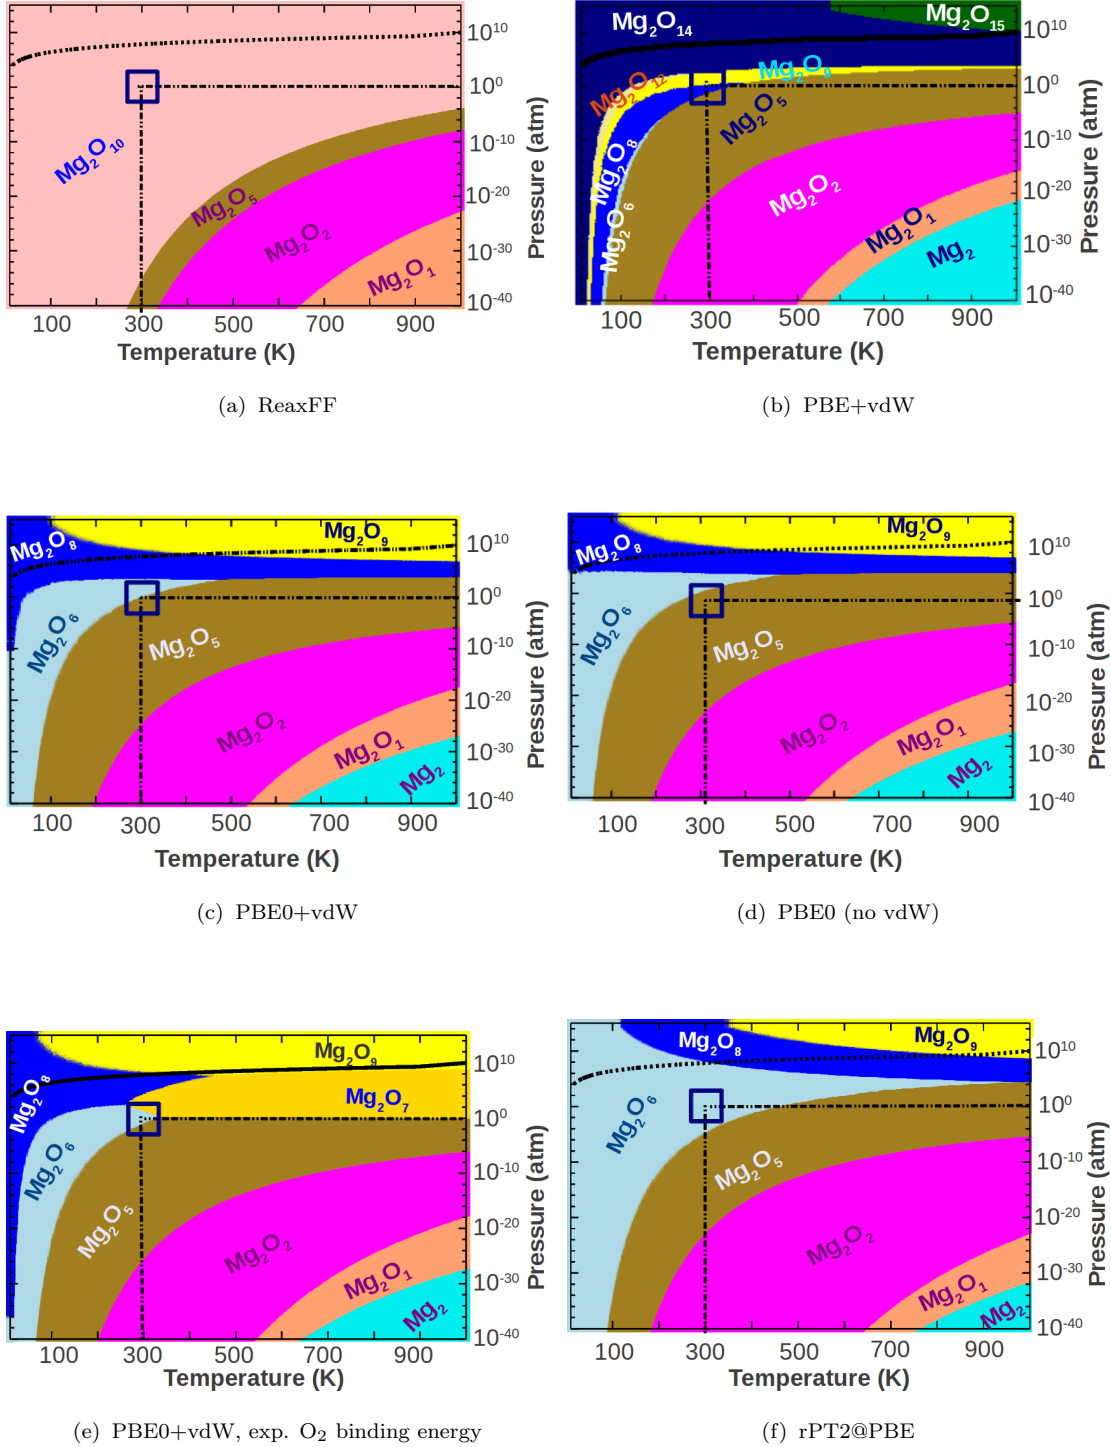 10^10
10^0
10^-10
10^-20
10^-30
10^-40
Pressure (atm)
Mg₂O₁₀
Mg₂O₅
Mg₂O₂
Mg₂O₁
100 300 500 700 900
Temperature (K)
(a) ReaxFF
Mg₂O₁₄
Mg₂O₁₅
Mg₂O₁₂
Mg₂O₉
Mg₂O₅
Mg₂O₈
Mg₂O₆
Mg₂O₂
Mg₂O₁
Mg₂
10^10
10^0
10^-10
10^-20
10^-30
10^-40
Pressure (atm)
100 300 500 700 900
Temperature (K)
(b) PBE+vdW
Mg₂O₈
Mg₂O₉
Mg₂O₆
Mg₂O₅
Mg₂O₂
Mg₂O₁
Mg₂
10^10
10^0
10^-10
10^-20
10^-30
10^-40
Pressure (atm)
100 300 500 700 900
Temperature (K)
(c) PBE0+vdW
Mg₂O₈
Mg₂O₉
Mg₂O₆
Mg₂O₅
Mg₂O₂
Mg₂O₁
Mg₂
10^10
10^0
10^-10
10^-20
10^-30
10^-40
Pressure (atm)
100 300 500 700 900
Temperature (K)
(d) PBE0 (no vdW)
Mg₂O₉
Mg₂O₈
Mg₂O₇
Mg₂O₆
Mg₂O₅
Mg₂O₂
Mg₂O₁
Mg₂
10^10
10^0
10^-10
10^-20
10^-30
10^-40
Pressure (atm)
100 300 500 700 900
Temperature (K)
(e) PBE0+vdW, exp. O₂ binding energy
Mg₂O₈
Mg₂O₉
Mg₂O₆
Mg₂O₅
Mg₂O₂
Mg₂O₁
Mg₂
10^10
10^0
10^-10
10^-20
10^-30
10^-40
Pressure (atm)
100 300 500 700 900
Temperature (K)
(f) rPT2@PBE